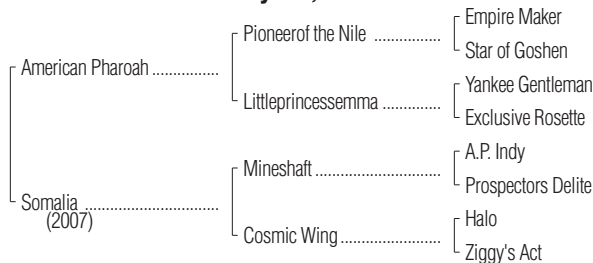 Empire Maker
Pioneerof the Nile ................
Star of Goshen
American Pharoah ................
Yankee Gentleman
Littleprincessemma ..............
Exclusive Rosette
A.P. Indy
Mineshaft ..............................
Prospectors Delite
Somalia ................................
(2007)
Halo
Cosmic Wing ........................
Ziggy's Act